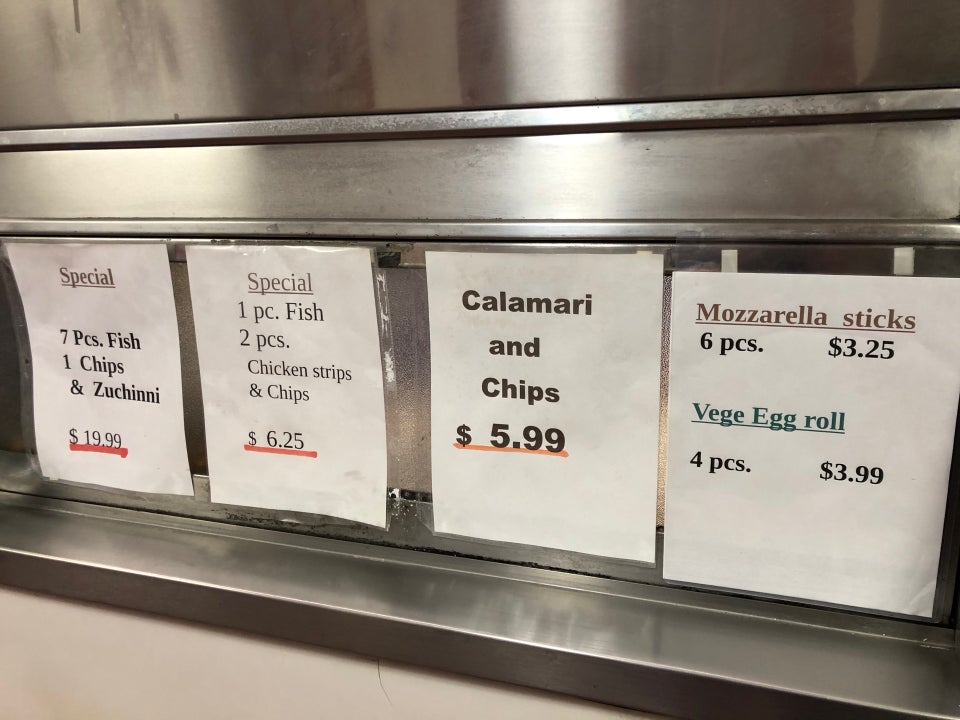 Special
7 Pcs. Fish
1 Chips
& Zuchinni
$ 19.99
Special
1 pc. Fish
2 pcs.
Chicken strips
& Chips
$ 6.25
Calamari
and
Chips
$ 5.99
Mozzarella sticks
6 pcs. $3.25
Vege Egg roll
4 pcs. $3.99